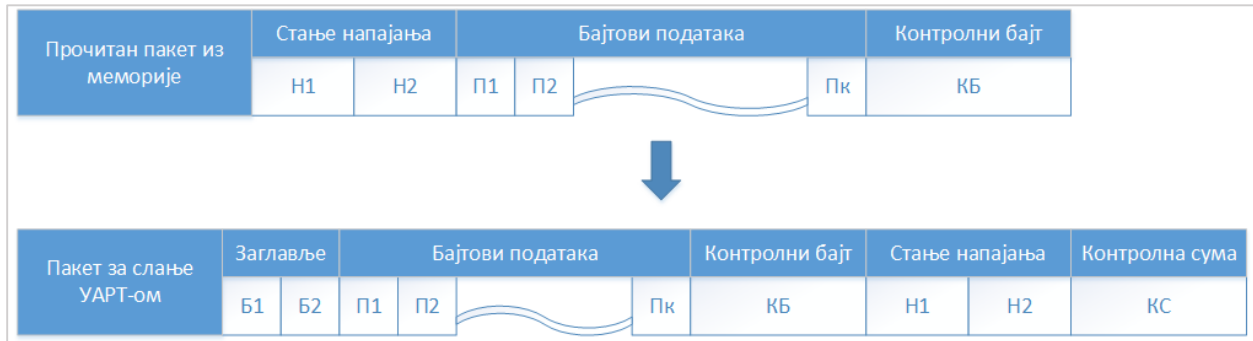 Прочитан пакет из
меморије
Стање напајања Бајтови података Контролни бајт
Н1 Н2 П1 П2 Пк КБ
Пакет за слање
УАРТ-ом
Заглавље Бајтови података Контролни бајт Стање напајања Контролна сума
Б1 Б2 П1 П2 Пк КБ Н1 Н2 КС